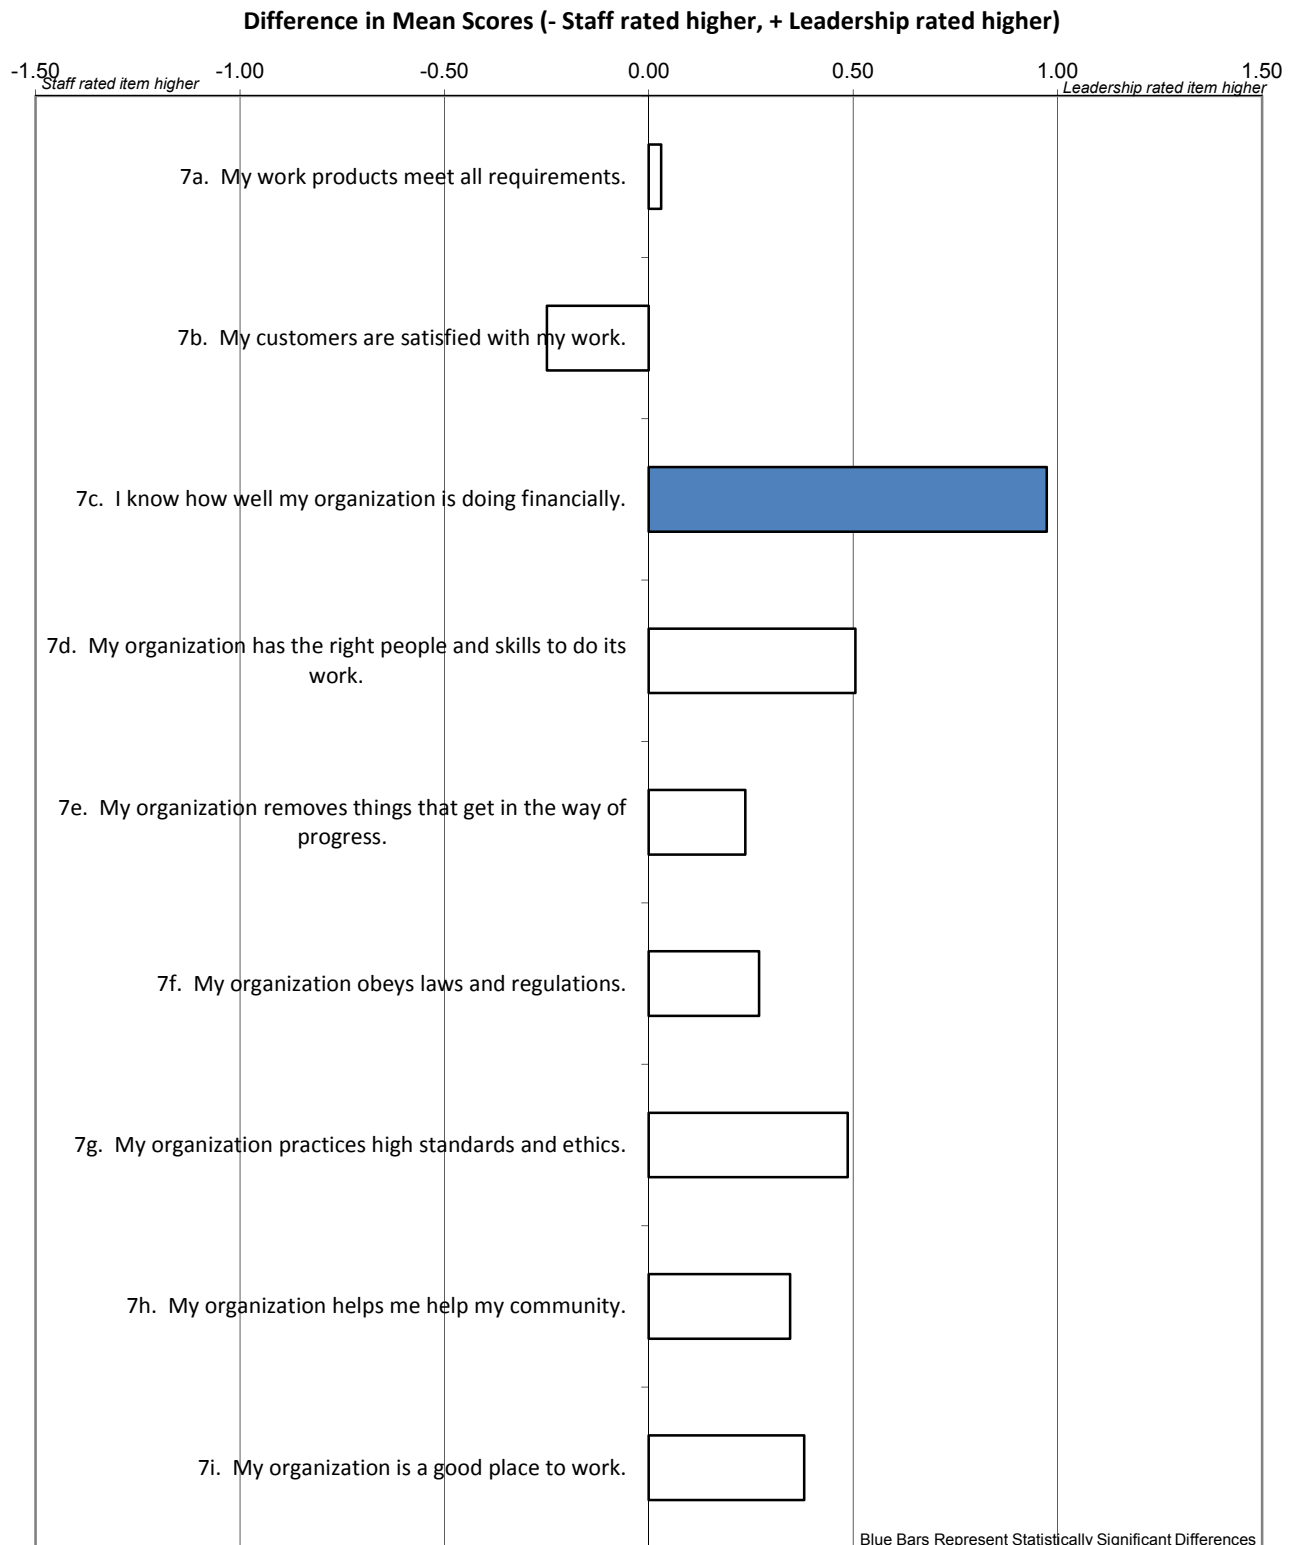 Difference in Mean Scores (- Staff rated higher, + Leadership rated higher)
-1.50 -1.00 -0.50 0.00 0.50 1.00 1.50
Staff rated item higher Leadership rated item higher
7a. My work products meet all requirements.
7b. My customers are satisfied with my work.
7c. I know how well my organization is doing financially.
7d. My organization has the right people and skills to do its
work.
7e. My organization removes things that get in the way of
progress.
7f. My organization obeys laws and regulations.
7g. My organization practices high standards and ethics.
7h. My organization helps me help my community.
7i. My organization is a good place to work.
Blue Bars Represent Statistically Significant Differences